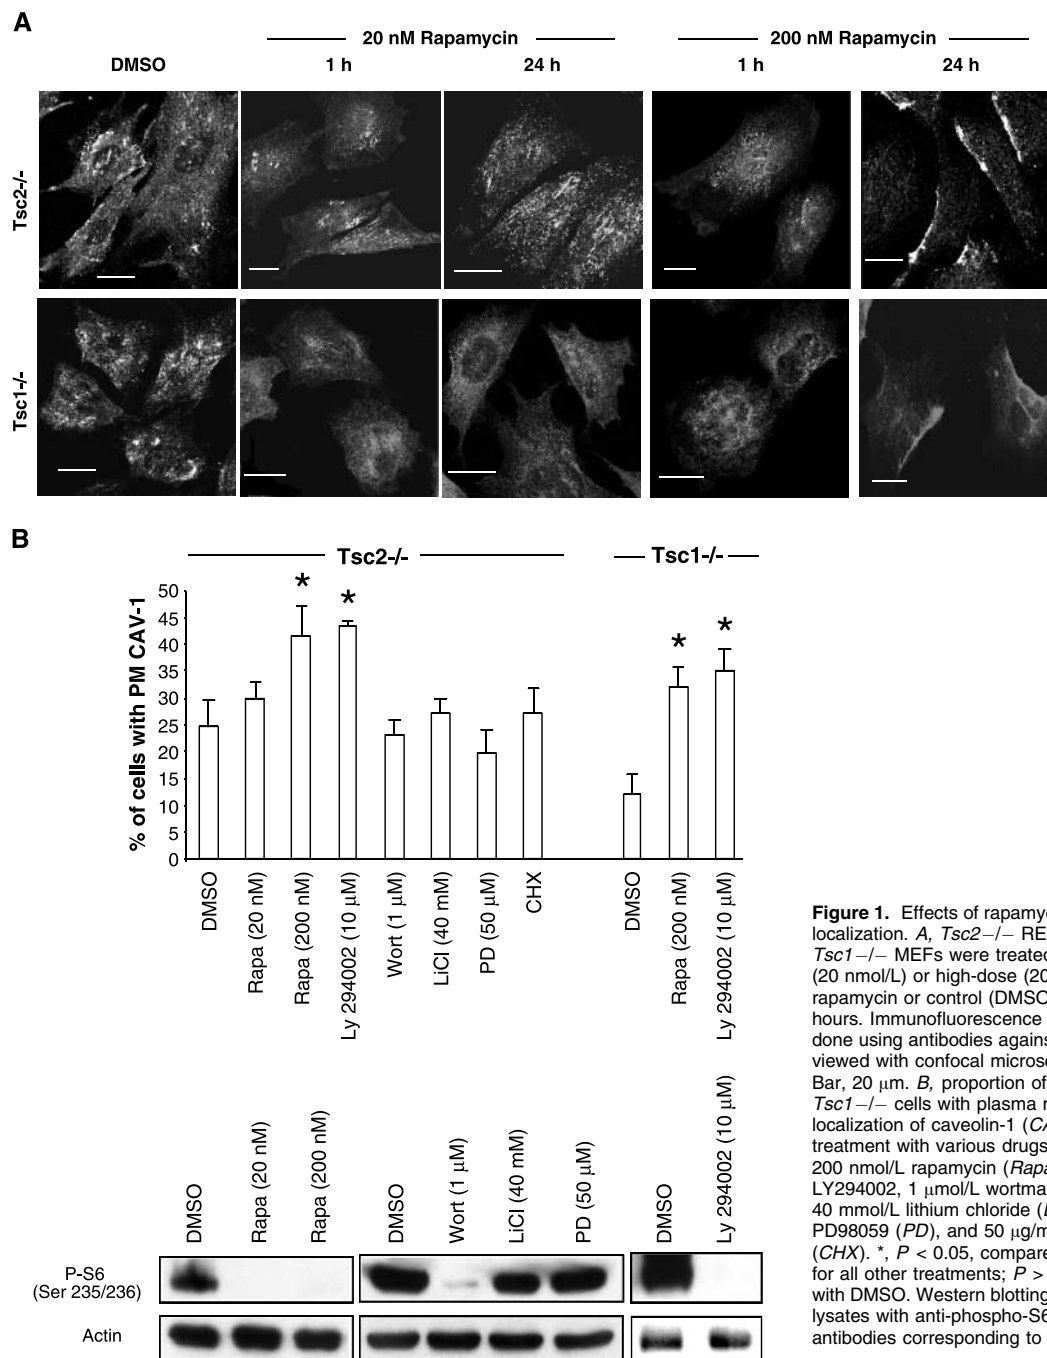 A
20 nM Rapamycin
200 nM Rapamycin
DMSO
1 h
24 h
1 h
24 h
Tsc2-/-
Tsc1-/-
B
Tsc2-/-
Tsc1-/-
% of cells with PM CAV-1
50
45
40
35
30
25
20
15
10
5
0
*
*
*
*
DMSO
Rapa (20 nM)
Rapa (200 nM)
Ly 294002 (10 µM)
Wort (1 µM)
LiCl (40 mM)
PD (50 µM)
CHX
DMSO
Rapa (200 nM)
Ly 294002 (10 µM)
DMSO
Rapa (20 nM)
Rapa (200 nM)
DMSO
Wort (1 µM)
LiCl (40 mM)
PD (50 µM)
DMSO
Ly 294002 (10 µM)
P-S6
(Ser 235/236)
Actin
Figure 1. Effects of rapamy
localization. A, Tsc2−/− RE
Tsc1−/− MEFs were treated
(20 nmol/L) or high-dose (20
rapamycin or control (DMSO
hours. Immunofluorescence
done using antibodies agains
viewed with confocal microso
Bar, 20 µm. B, proportion of
Tsc1−/− cells with plasma m
localization of caveolin-1 (CA
treatment with various drugs
200 nmol/L rapamycin (Rapa
LY294002, 1 µmol/L wortma
40 mmol/L lithium chloride (L
PD98059 (PD), and 50 µg/m
(CHX). *, P < 0.05, compare
for all other treatments; P >
with DMSO. Western blotting
lysates with anti-phospho-S6
antibodies corresponding to